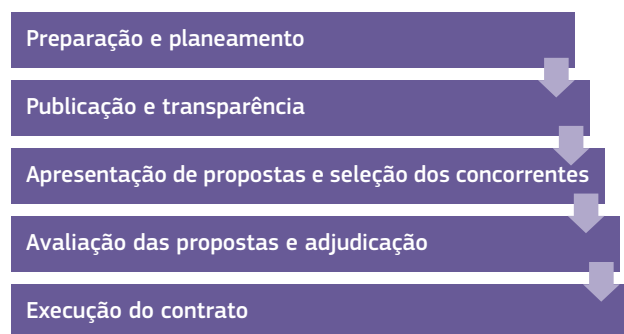 Preparação e planeamento
Publicação e transparência
Apresentação de propostas e seleção dos concorrentes
Avaliação das propostas e adjudicação
Execução do contrato